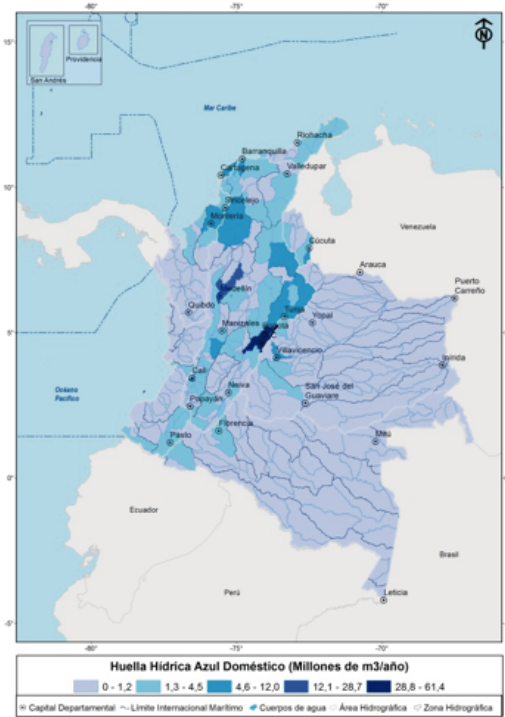 -80° -75° -70°
N
San Andrés
Providencia
15°
Mar Caribe
Riohacha
Barranquilla
Cartagena
Valledupar
10°
Sincelejo
Montería
Venezuela
Cúcuta
Arauca
Puerto
Carreño
Medellín
Quibdó
Tunja
Yopal
Manizales
Bogotá
5°
Villavicencio
Inírida
Cali
Neiva
San José del
Guaviare
Océano
Pacífico
Popayán
Florencia
Mitú
Pasto
0°
Ecuador
Brasil
Perú
Leticia
-5°
-80° -75° -70°
Huella Hídrica Azul Doméstico (Millones de m3/año)
0 - 1,2 1,3 - 4,5 4,6 - 12,0 12,1 - 28,7 28,8 - 61,4
Capital Departamental Límite Internacional Marítimo Cuerpos de agua Área Hidrográfica Zona Hidrográfica